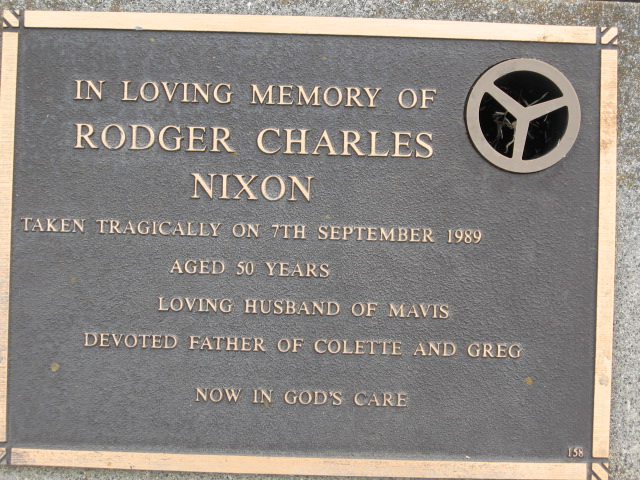 IN LOVING MEMORY OF
RODGER CHARLES
NIXON
TAKEN TRAGICALLY ON 7TH SEPTEMBER 1989
AGED 50 YEARS
LOVING HUSBAND OF MAVIS
DEVOTED FATHER OF COLETTE AND GREG
NOW IN GOD'S CARE
158